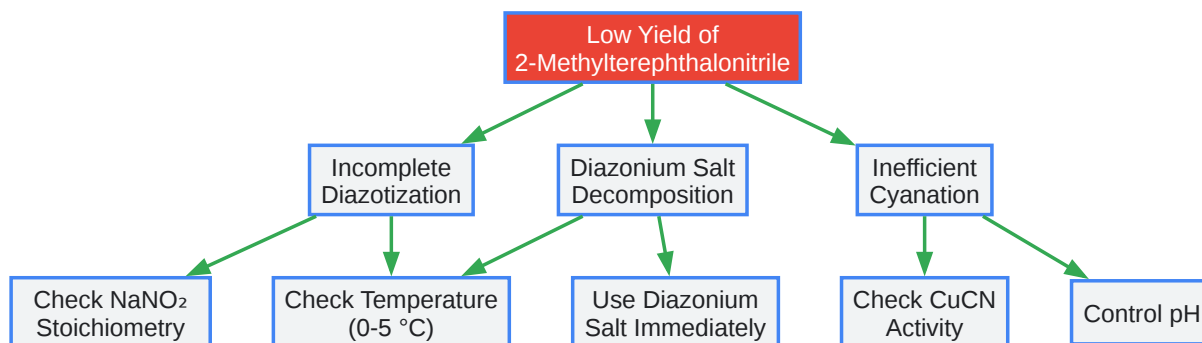 Low Yield of
2-Methylterephthalonitrile
Incomplete
Diazotization
Diazonium Salt
Decomposition
Inefficient
Cyanation
Check NaNO₂
Stoichiometry
Check Temperature
(0-5 °C)
Use Diazonium
Salt Immediately
Check CuCN
Activity
Control pH